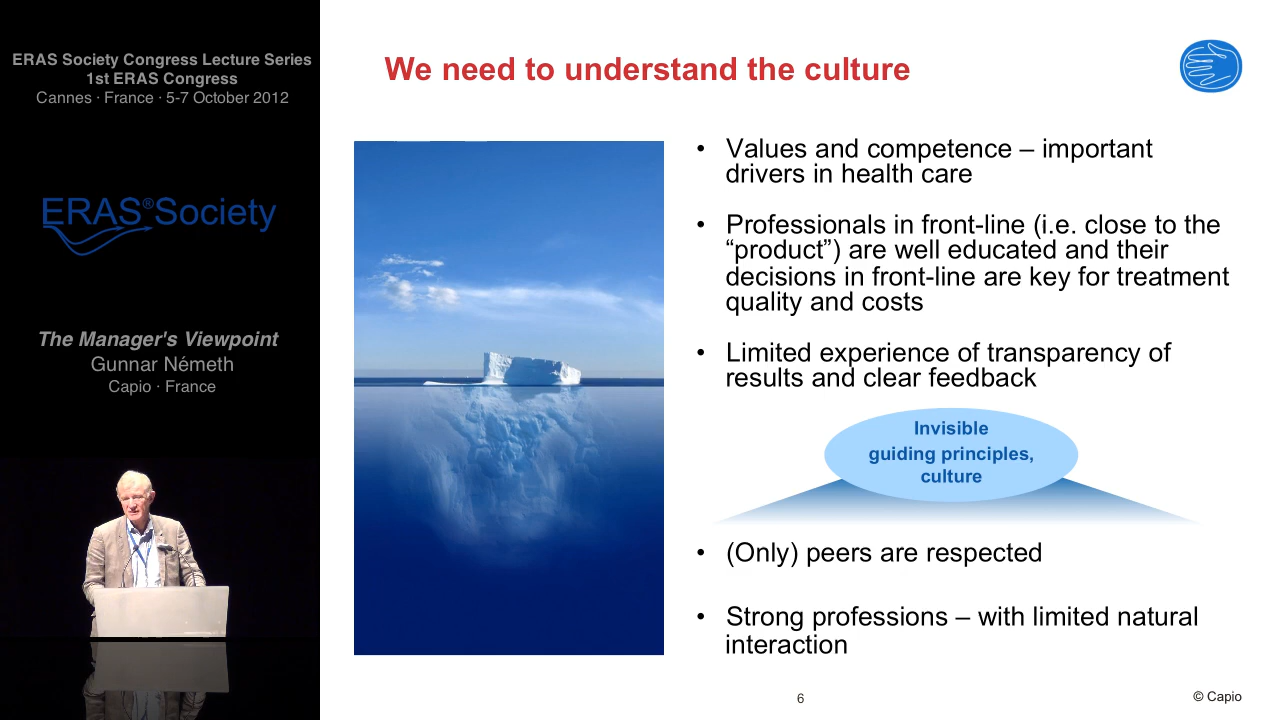 ERAS Society Congress Lecture Series
1st ERAS Congress
Cannes · France · 5-7 October 2012
ERAS®Society
The Manager's Viewpoint
Gunnar Németh
Capio · France
We need to understand the culture
• Values and competence – important
drivers in health care
• Professionals in front-line (i.e. close to the
“product”) are well educated and their
decisions in front-line are key for treatment
quality and costs
• Limited experience of transparency of
results and clear feedback
Invisible
guiding principles,
culture
• (Only) peers are respected
• Strong professions – with limited natural
interaction
6
© Capio